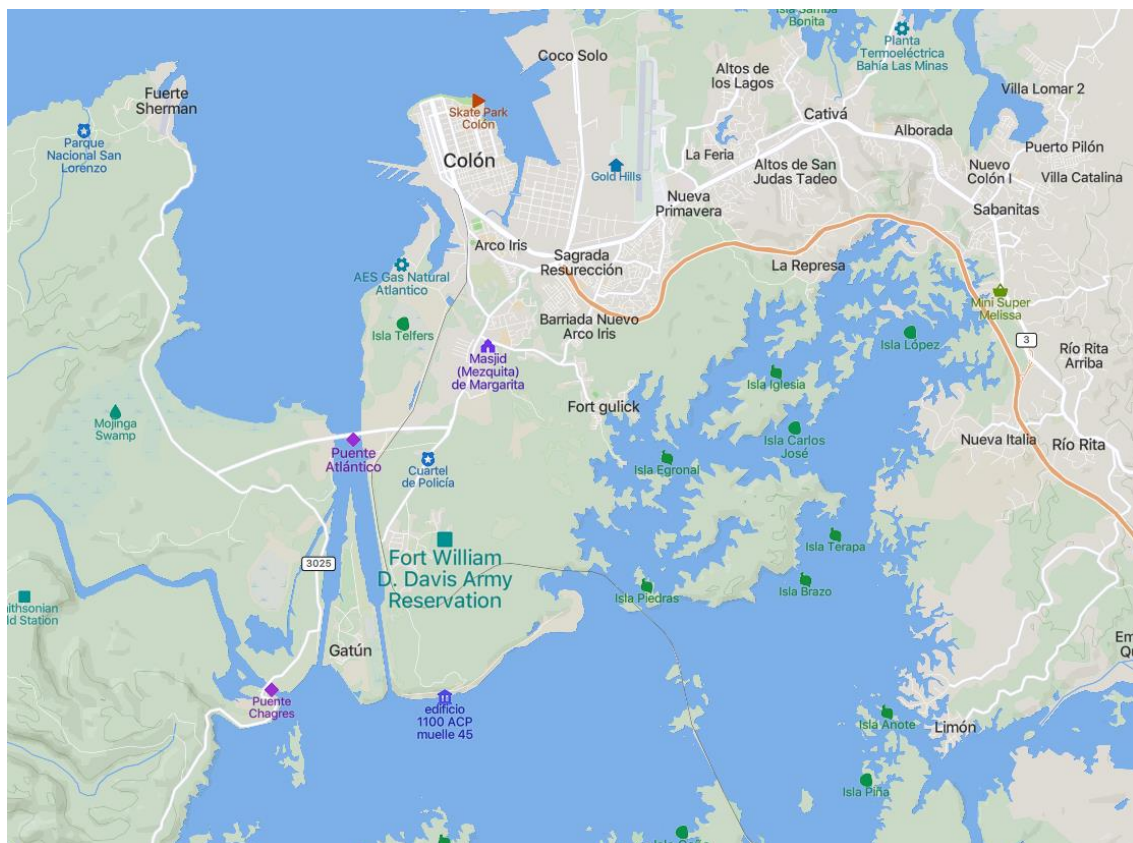 Isla Samba
Bonita
Planta
Termoeléctrica
Bahía Las Minas
Coco Solo
Altos de
los Lagos
Villa Lomar 2
Fuerte
Sherman
Skate Park
Colón
Cativá
Alborada
Parque
Nacional San
Lorenzo
Colón
La Feria
Altos de San
Judas Tadeo
Nuevo
Colón I
Puerto Pilón
Gold Hills
Nueva
Primavera
Villa Catalina
Sabanitas
Arco Iris
Sagrada
Resurección
La Represa
AES Gas Natural
Atlantico
Mini Super
Melissa
Barriada Nuevo
Arco Iris
Isla Telfers
Isla López
3
Río Rita
Arriba
Masjid
(Mezquita)
de Margarita
Isla Iglesia
Fort gulick
Mojinga
Swamp
Isla Carlos
José
Nueva Italia
Río Rita
Puente
Atlántico
Cuartel
de Policía
Isla Egronal
Isla Terapa
Fort William
D. Davis Army
Reservation
3025
Isla Piedras
Isla Brazo
Gatún
Puente
Chagres
edificio
1100 ACP
muelle 45
Isla Anote
Limón
Isla Piña